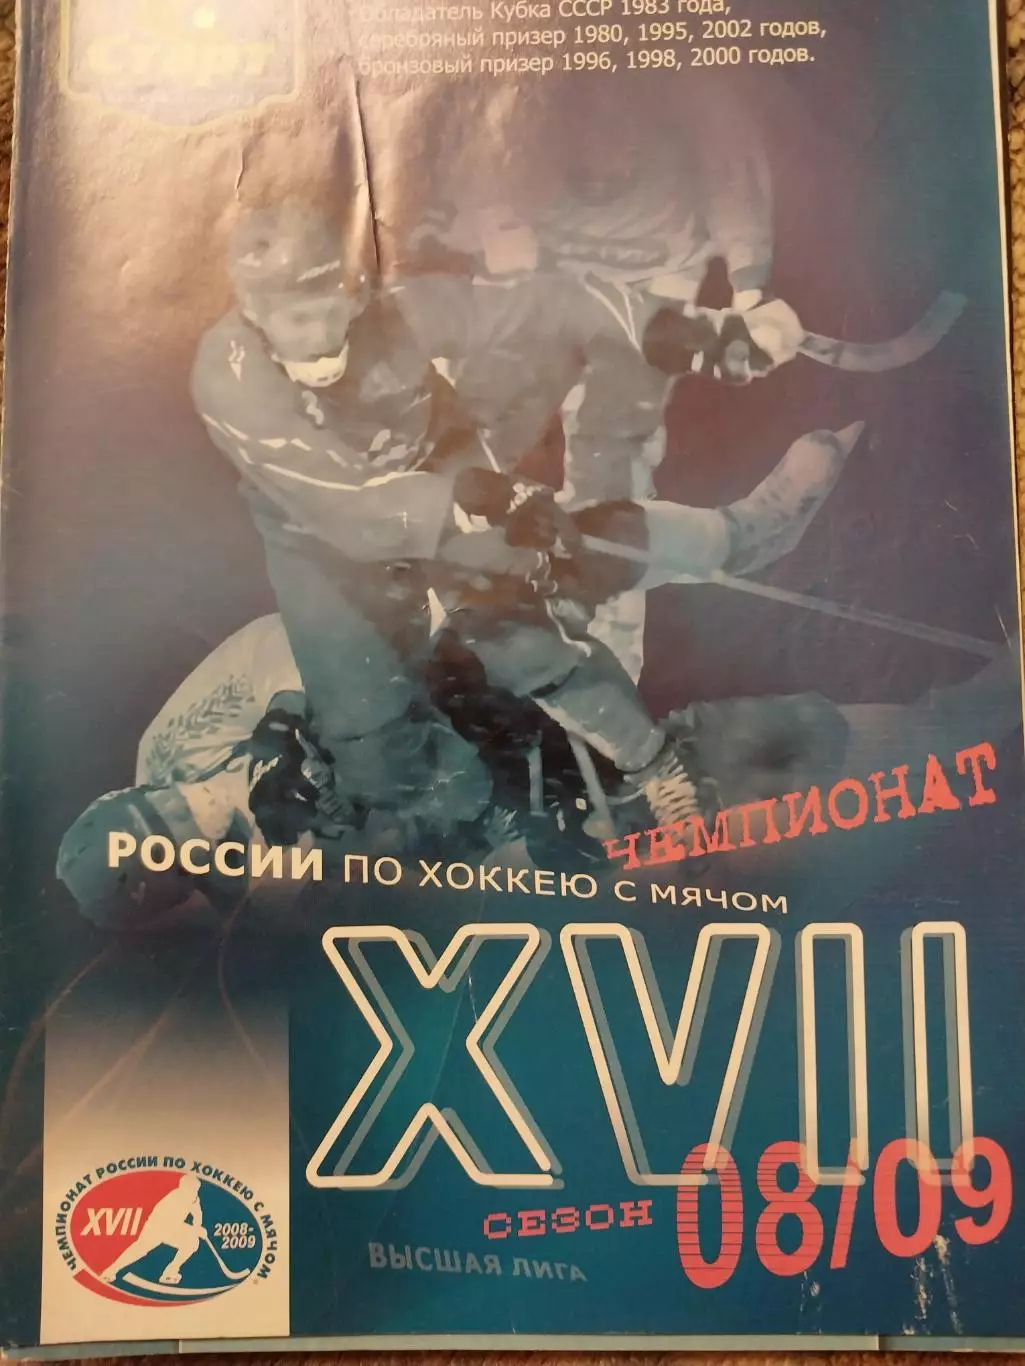 Обладатель Кубка СССР 1983 года,
серебряный призер 1980, 1995, 2002 годов,
бронзовый призер 1996, 1998, 2000 годов.
СТАРТ
ЧЕМПИОНАТ
РОССИИ ПО ХОККЕЮ С МЯЧОМ
XVII
СЕЗОН 08/09
ВЫСШАЯ ЛИГА
ЧЕМПИОНАТ РОССИИ ПО ХОККЕЮ С МЯЧОМ
XVII
2008-
2009